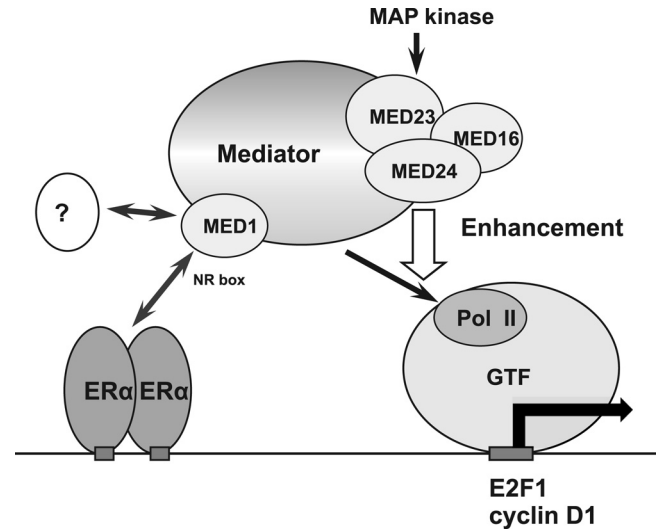 MAP kinase
MED23
MED16
Mediator
MED24
?
MED1
Enhancement
NR box
Pol II
GTF
ERα ERα
E2F1
cyclin D1